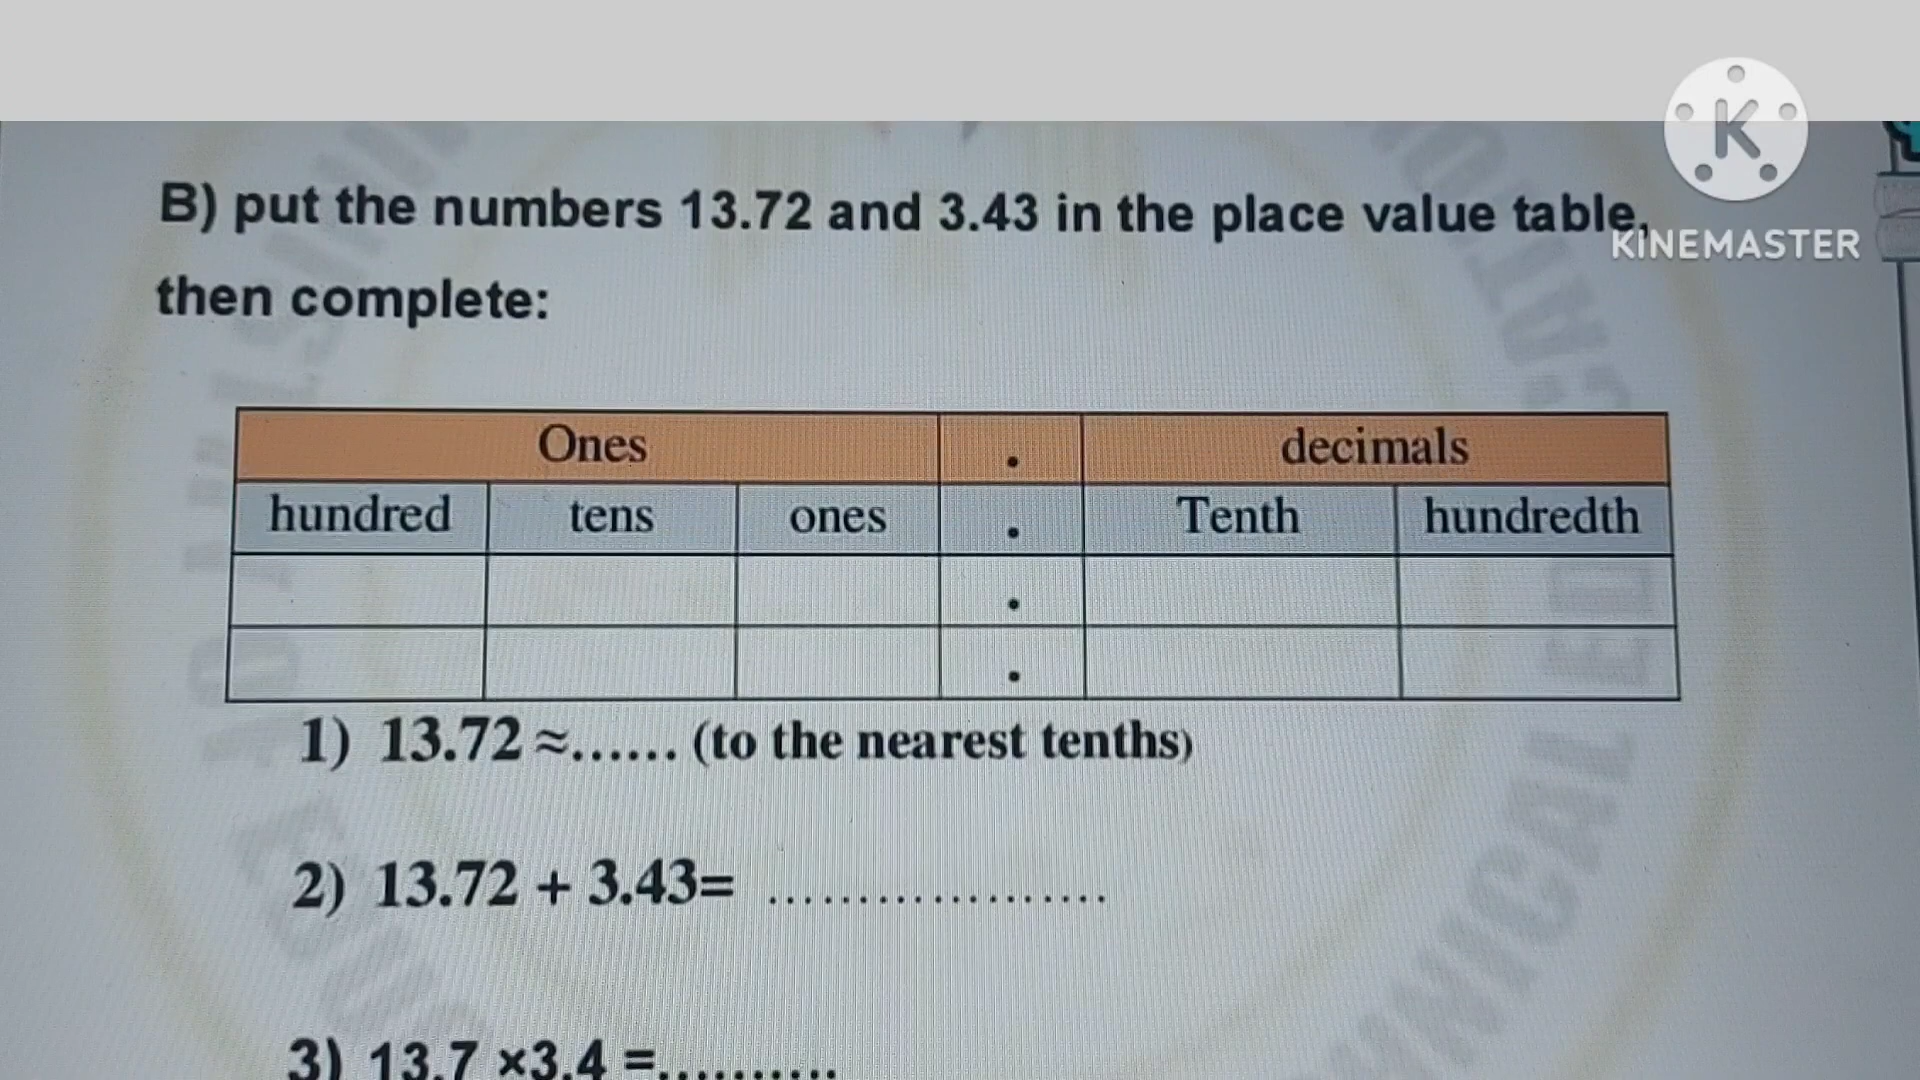 K
KINEMASTER
B) put the numbers 13.72 and 3.43 in the place value table,
then complete:
Ones . decimals
hundred tens ones . Tenth hundredth
.
.
1) 13.72 ≈...... (to the nearest tenths)
2) 13.72 + 3.43= ..................
3) 13.7 ×3.4 =..........